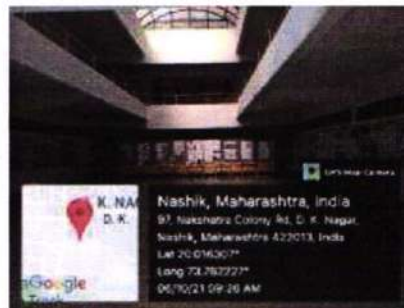 GPS Map Camera
K. NAG
D. K.
Google
Nashik, Maharashtra, India
97, Nakshatra Colony Rd, D. K. Nagar,
Nashik, Maharashtra 422013, India
Lat 20.016307°
Long 73.762227°
06/10/21 09:26 AM